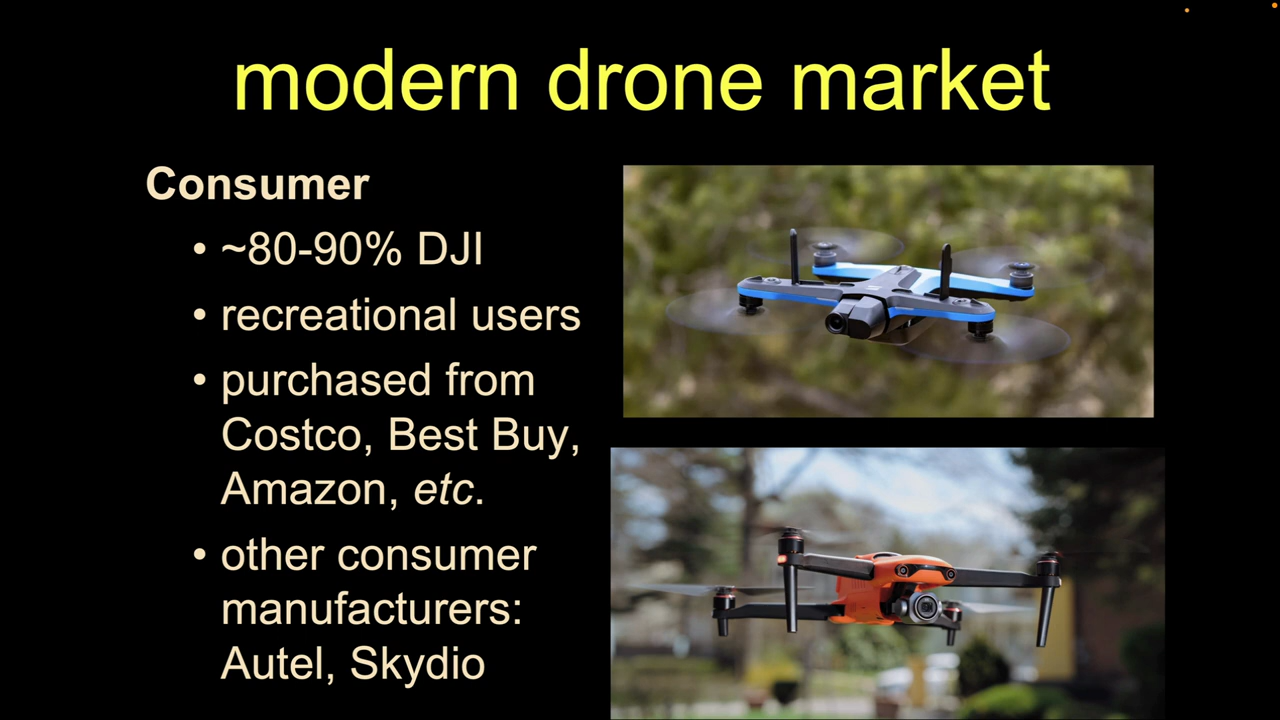 modern drone market
Consumer
• ~80-90% DJI
• recreational users
• purchased from
Costco, Best Buy,
Amazon, etc.
• other consumer
manufacturers:
Autel, Skydio